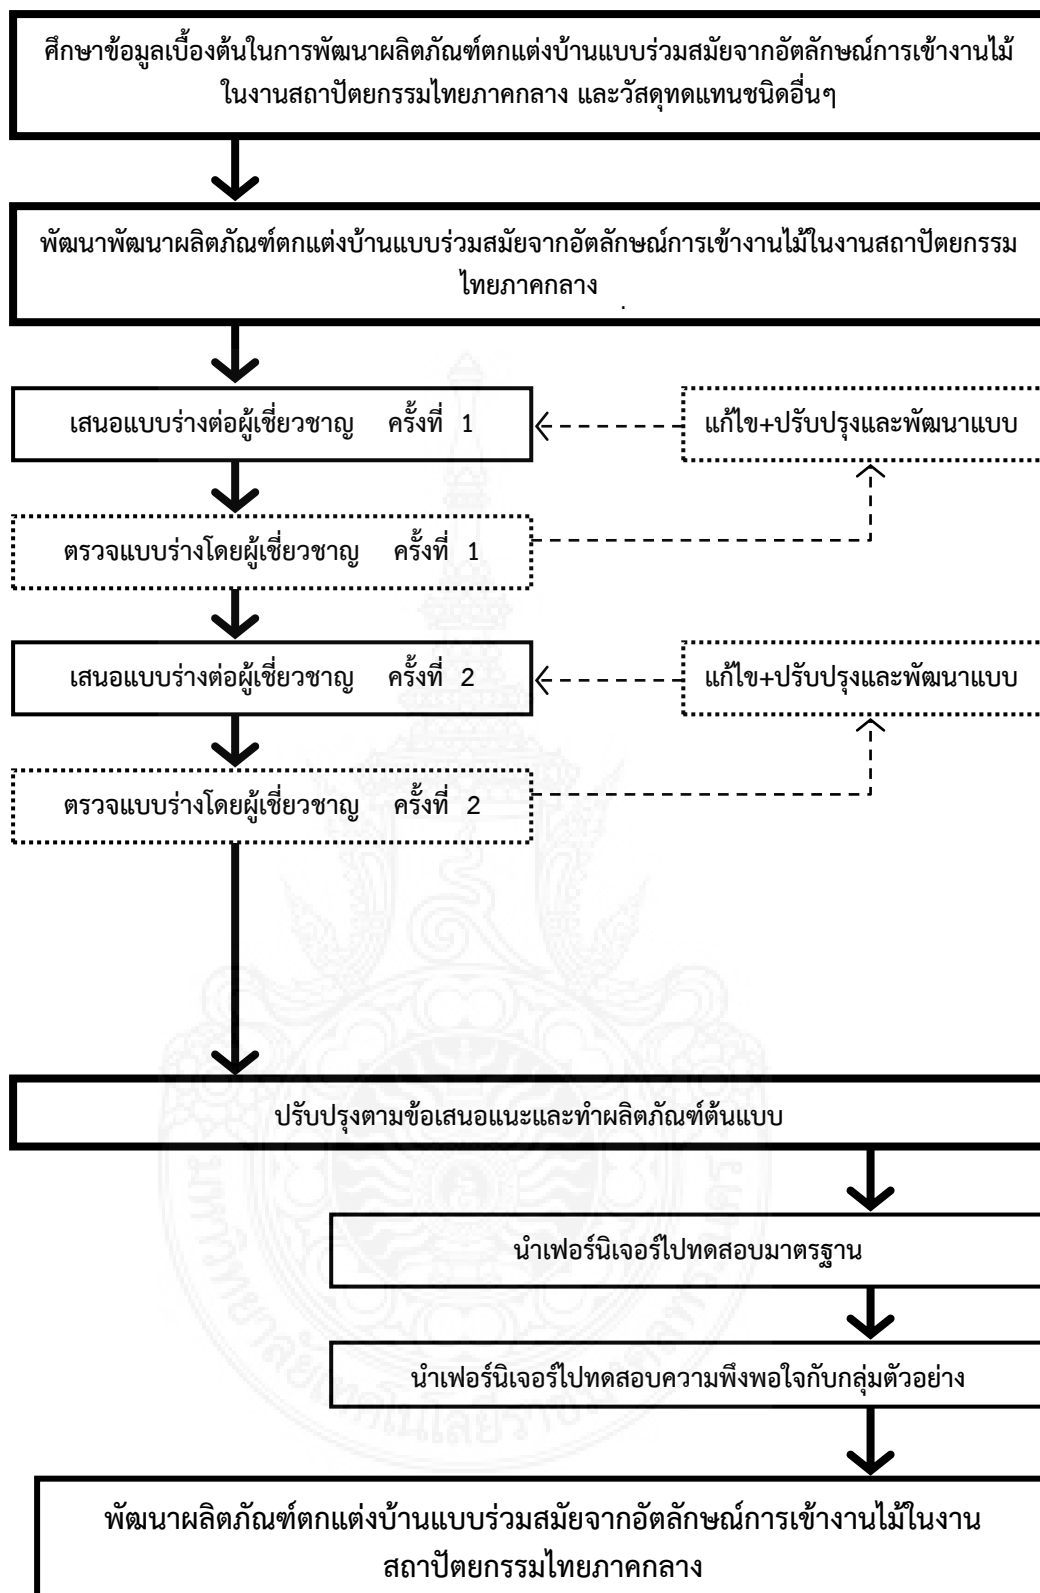 ศึกษาข้อมูลเบื้องต้นในการพัฒนาผลิตภัณฑ์ตกแต่งบ้านแบบร่วมสมัยจากอัตลักษณ์การเข้างานไม้
ในงานสถาปัตยกรรมไทยภาคกลาง และวัสดุทดแทนชนิดอื่นๆ
พัฒนาพัฒนาผลิตภัณฑ์ตกแต่งบ้านแบบร่วมสมัยจากอัตลักษณ์การเข้างานไม้ในงานสถาปัตยกรรม
ไทยภาคกลาง
เสนอแบบร่างต่อผู้เชี่ยวชาญ ครั้งที่ 1
แก้ไข+ปรับปรุงและพัฒนาแบบ
ตรวจแบบร่างโดยผู้เชี่ยวชาญ ครั้งที่ 1
เสนอแบบร่างต่อผู้เชี่ยวชาญ ครั้งที่ 2
แก้ไข+ปรับปรุงและพัฒนาแบบ
ตรวจแบบร่างโดยผู้เชี่ยวชาญ ครั้งที่ 2
ปรับปรุงตามข้อเสนอแนะและทำผลิตภัณฑ์ต้นแบบ
นำเฟอร์นิเจอร์ไปทดสอบมาตรฐาน
นำเฟอร์นิเจอร์ไปทดสอบความพึงพอใจกับกลุ่มตัวอย่าง
พัฒนาผลิตภัณฑ์ตกแต่งบ้านแบบร่วมสมัยจากอัตลักษณ์การเข้างานไม้ในงาน
สถาปัตยกรรมไทยภาคกลาง